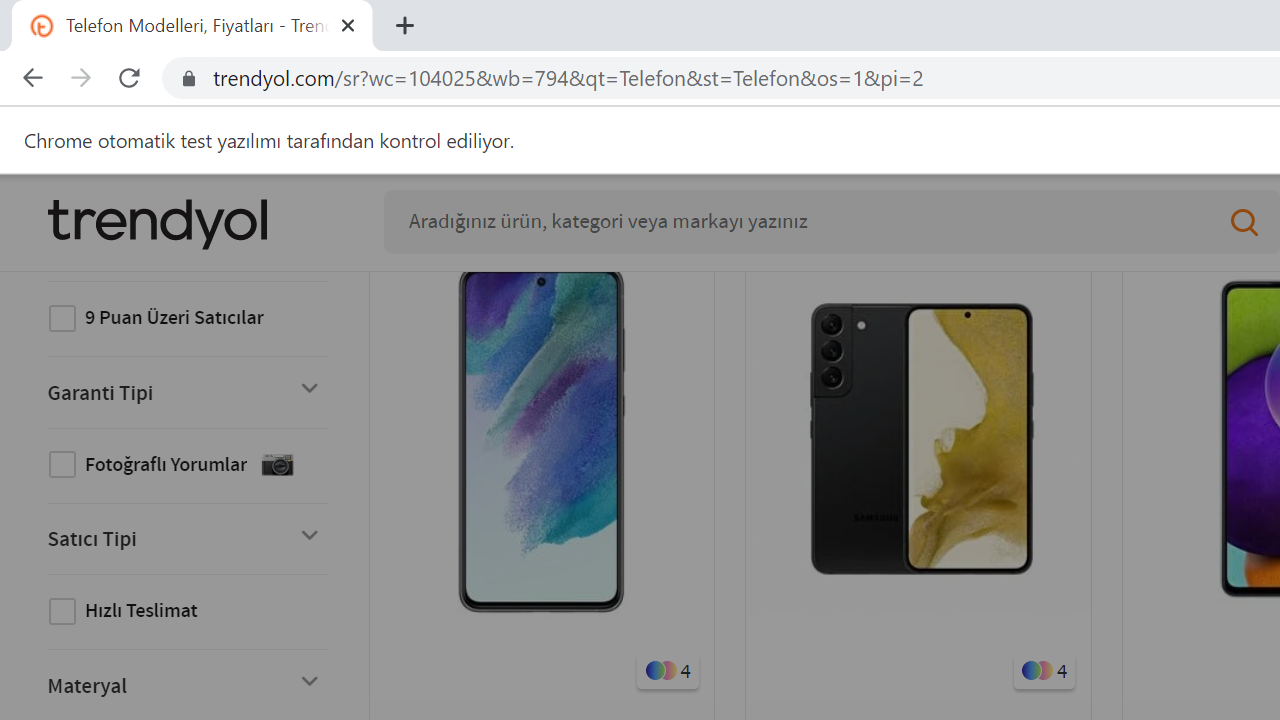 Telefon Modelleri, Fiyatları - Tren
trendyol.com/sr?wc=104025&wb=794&qt=Telefon&st=Telefon&os=1&pi=2
Chrome otomatik test yazılımı tarafından kontrol ediliyor.
trendyol
Aradığınız ürün, kategori veya markayı yazınız
9 Puan Üzeri Satıcılar
Garanti Tipi
Fotoğraflı Yorumlar
Satıcı Tipi
Hızlı Teslimat
Materyal
SAMSUNG
4
4